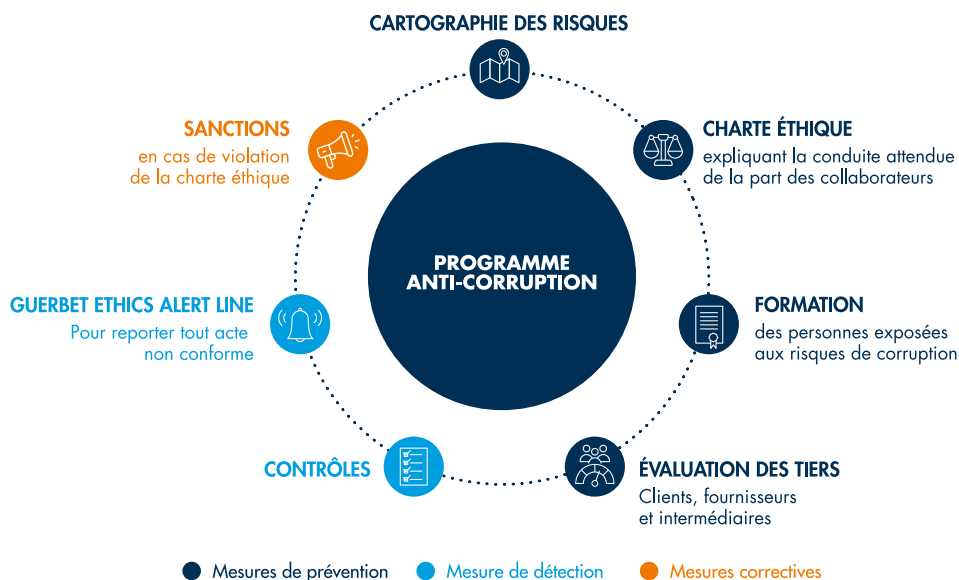 CARTOGRAPHIE DES RISQUES
SANCTIONS
en cas de violation
de la charte éthique
CHARTE ÉTHIQUE
expliquant la conduite attendue
de la part des collaborateurs
PROGRAMME
ANTI-CORRUPTION
GUERBET ETHICS ALERT LINE
Pour reporter tout acte
non conforme
FORMATION
des personnes exposées
aux risques de corruption
CONTRÔLES
ÉVALUATION DES TIERS
Clients, fournisseurs
et intermédiaires
Mesures de prévention
Mesure de détection
Mesures correctives